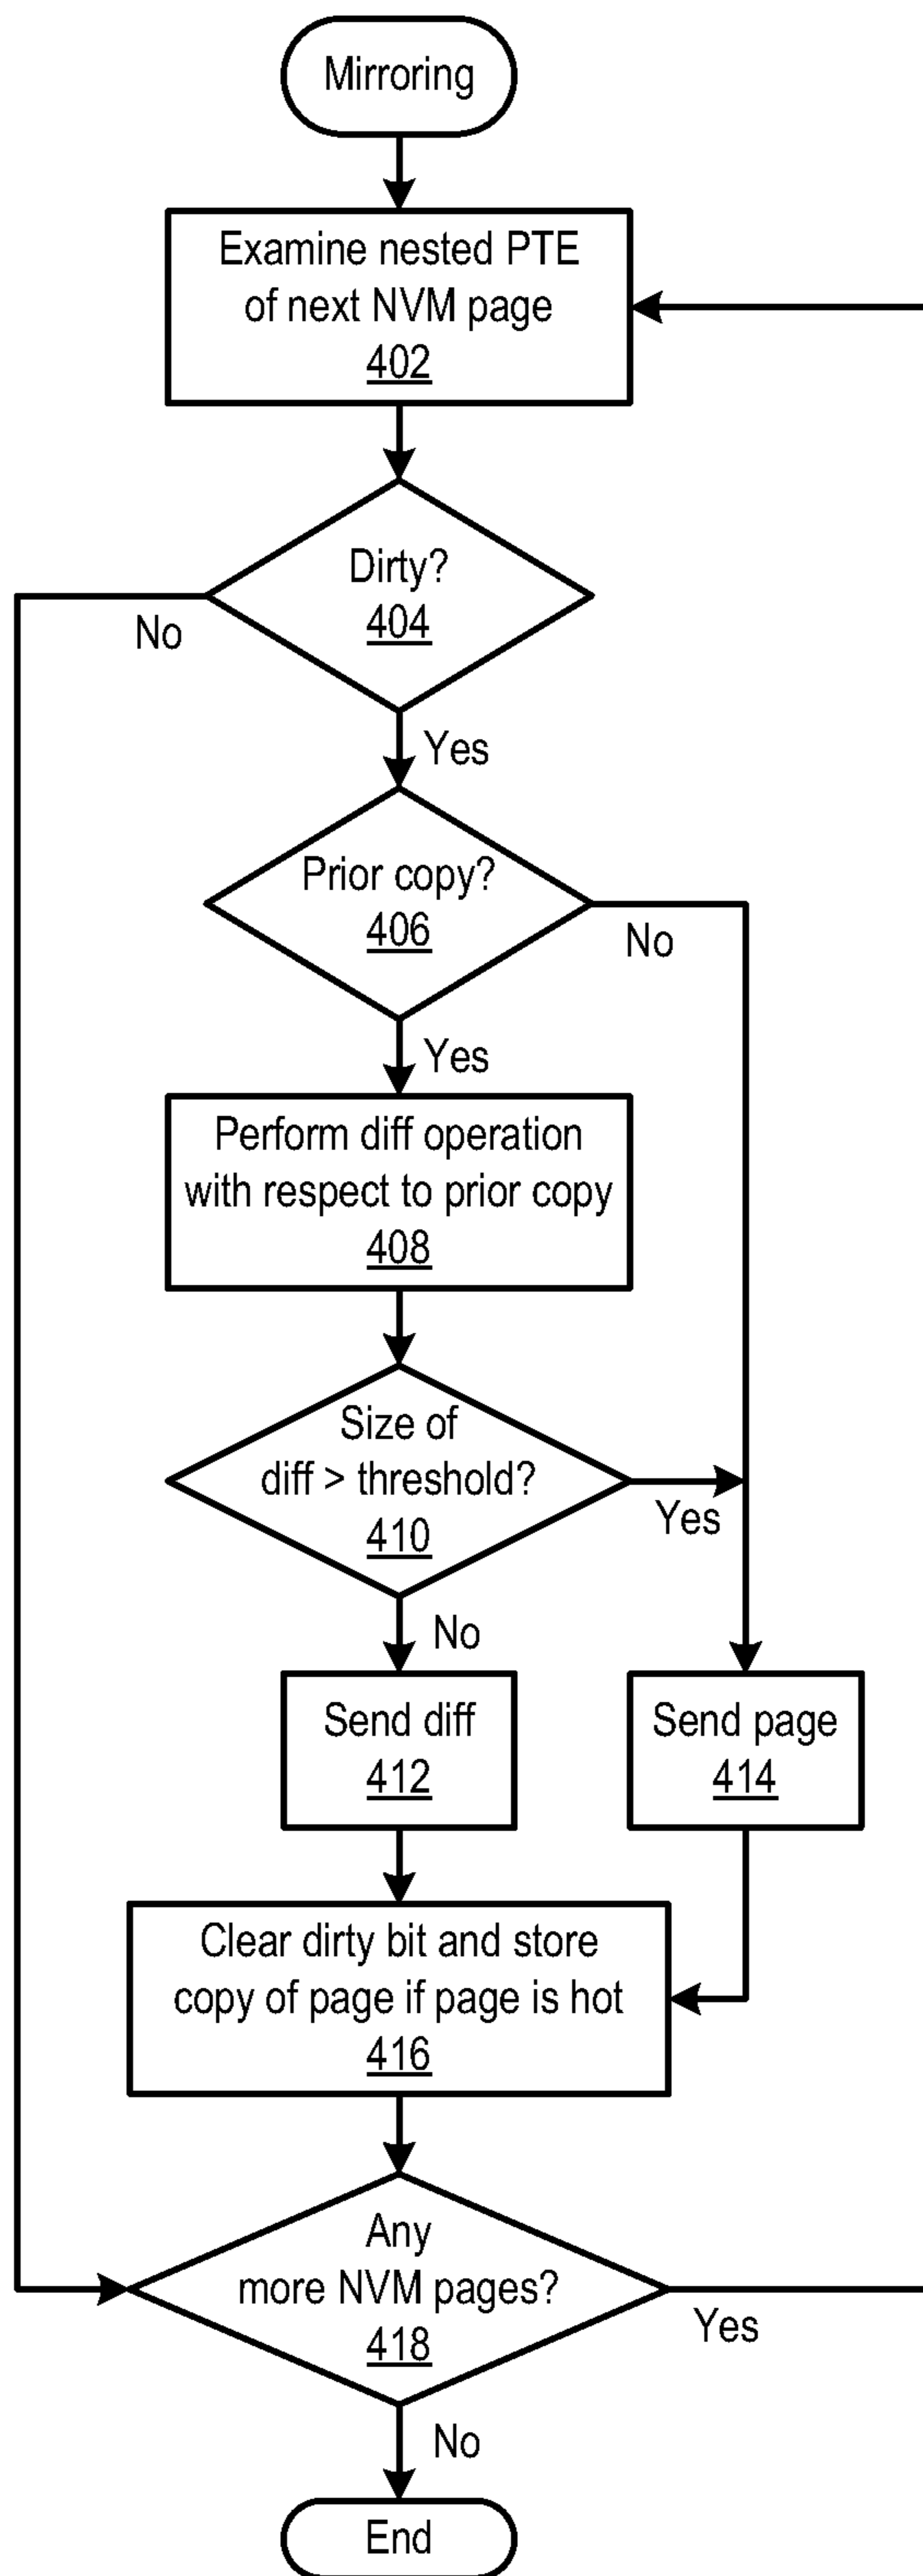 Mirroring
Examine nested PTE
of next NVM page
402
Dirty?
404
No
Yes
Prior copy?
406
No
Yes
Perform diff operation
with respect to prior copy
408
Size of
diff > threshold?
410
Yes
No
Send diff
412
Send page
414
Clear dirty bit and store
copy of page if page is hot
416
Any
more NVM pages?
418
Yes
No
End